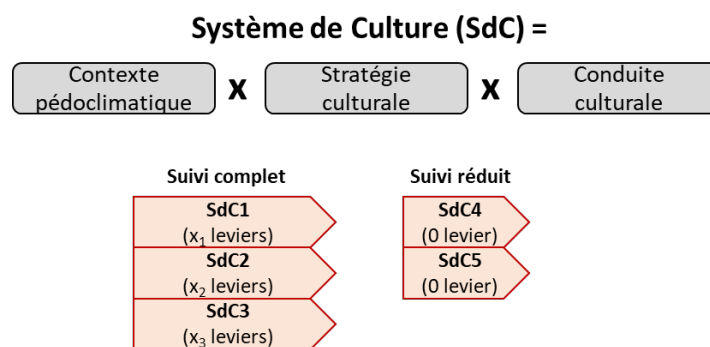 Système de Culture (SdC) =
Contexte
pédoclimatique
X
Stratégie
culturale
X
Conduite
culturale
Suivi complet
SdC1
(x₁ leviers)
SdC2
(x₂ leviers)
SdC3
(x₃ leviers)
Suivi réduit
SdC4
(0 levier)
SdC5
(0 levier)